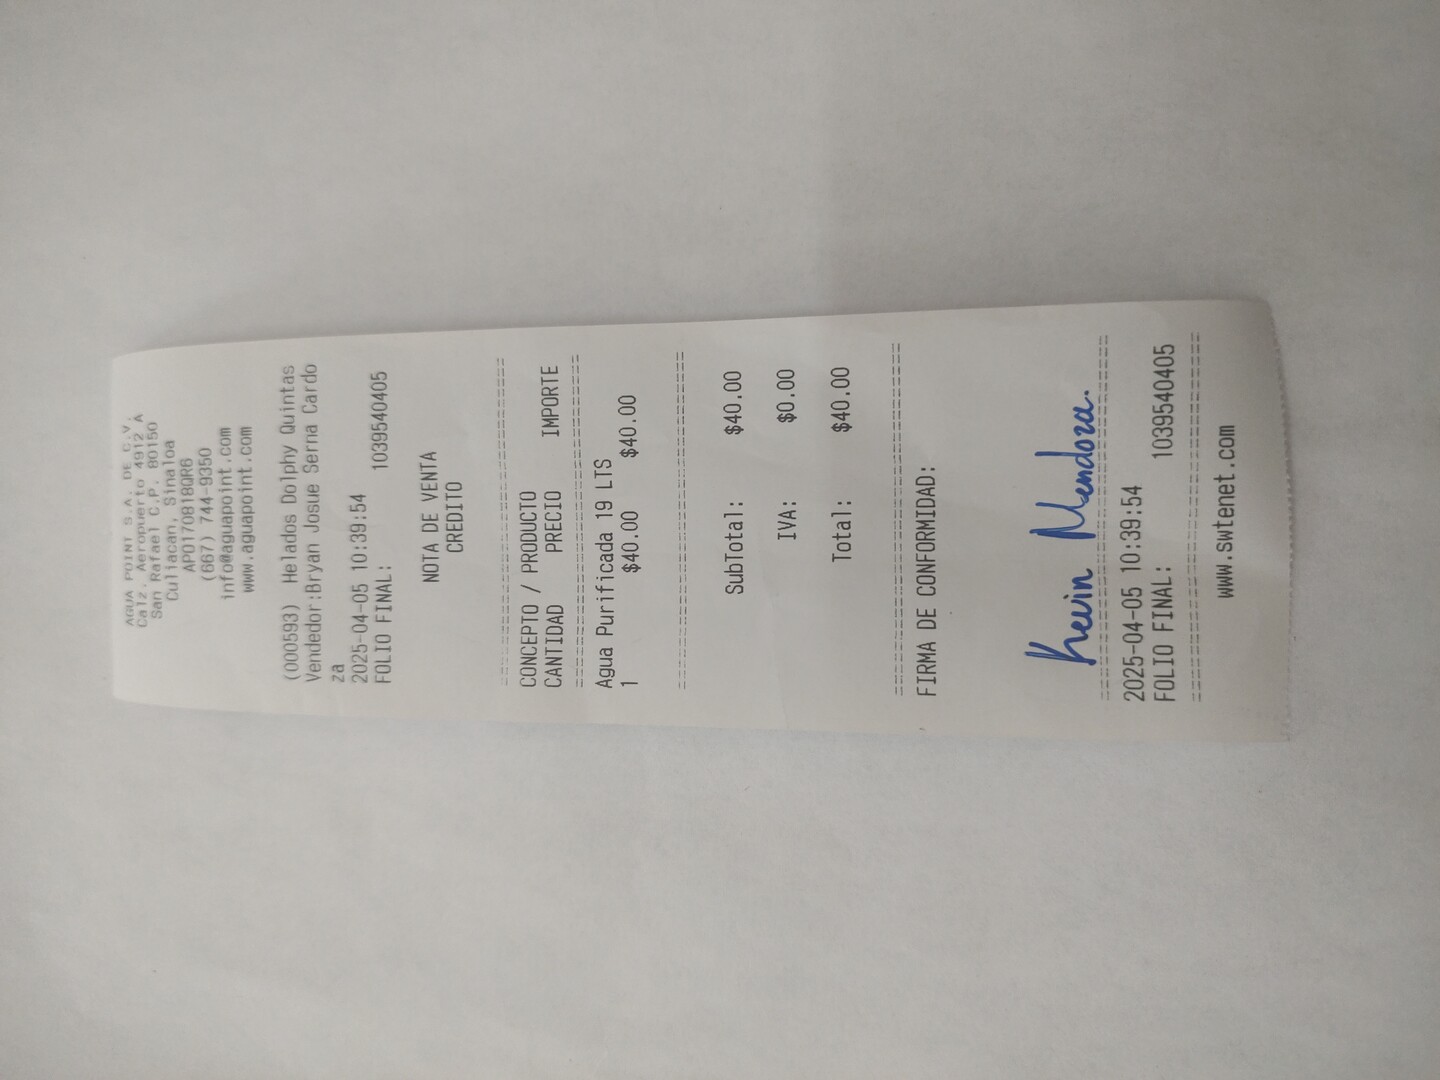 AGUA POINT S.A. DE C.V.
Calz. Aeropuerto 4912 A
San Rafael C.P. 80150
Culiacan, Sinaloa
APO170818QR6
(667) 744-9350
info@aguapoint.com
www.aguapoint.com
(000593) Helados Dolphy Quintas
Vendedor:Bryan Josue Serna Cardo
za
2025-04-05 10:39:54
FOLIO FINAL: 1039540405
NOTA DE VENTA
CREDITO
================================
CONCEPTO / PRODUCTO
CANTIDAD PRECIO IMPORTE
================================
Agua Purificada 19 LTS
1 $40.00 $40.00
================================
SubTotal: $40.00
IVA: $0.00
Total: $40.00
================================
FIRMA DE CONFORMIDAD:
Kevin Mendoza.
================================
2025-04-05 10:39:54
FOLIO FINAL: 1039540405
================================
www.swtenet.com